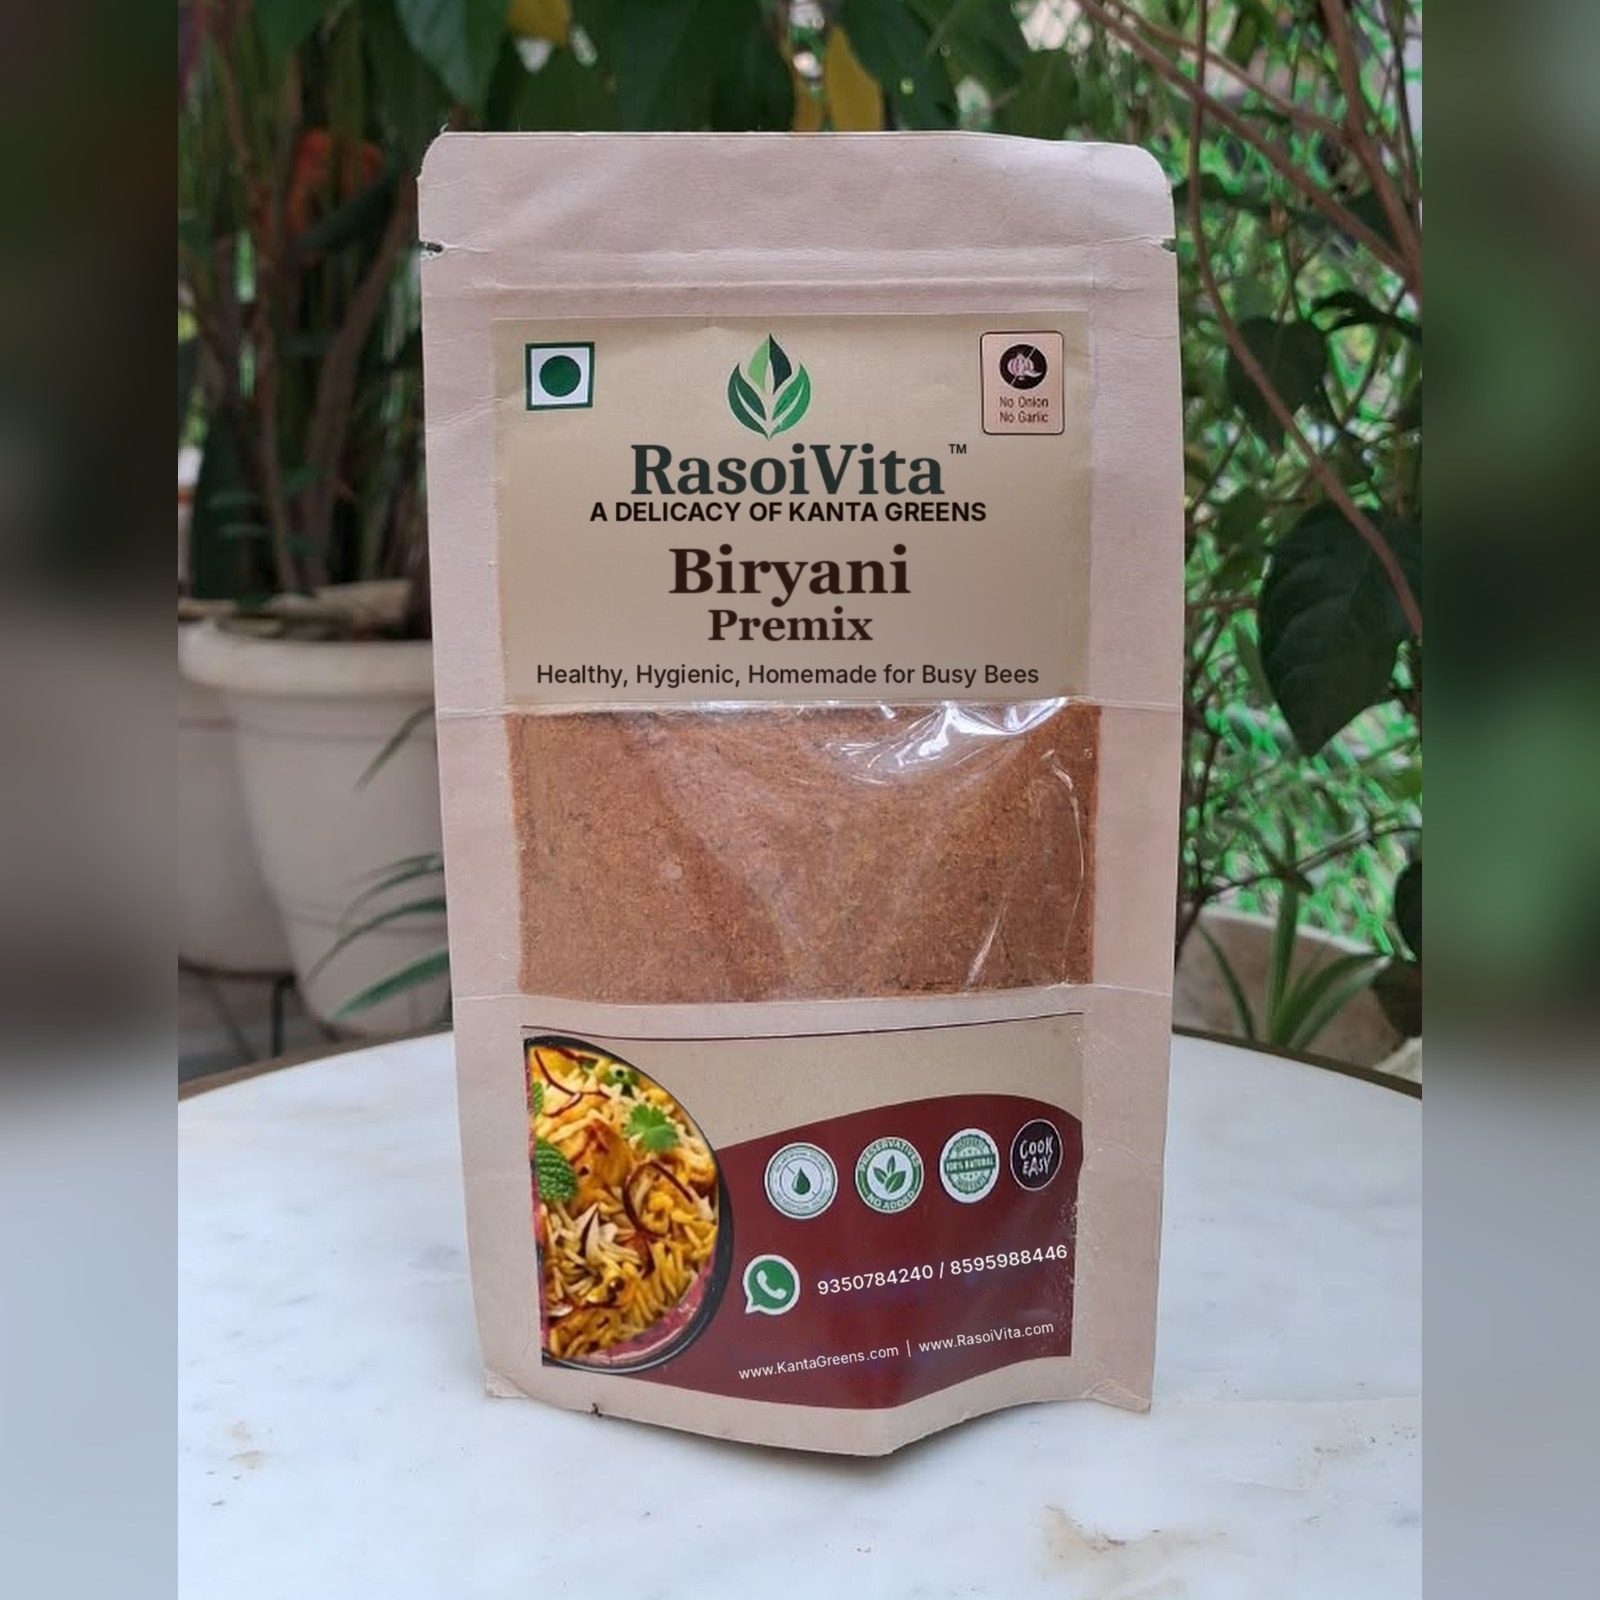 No Onion
No Garlic
RasoiVita™
A DELICACY OF KANTA GREENS
Biryani
Premix
Healthy, Hygienic, Homemade for Busy Bees
PRESERVATIVES
NO ADDED
100% NATURAL
COOK
EASY
9350784240 / 8595988446
www.KantaGreens.com | www.RasoiVita.com